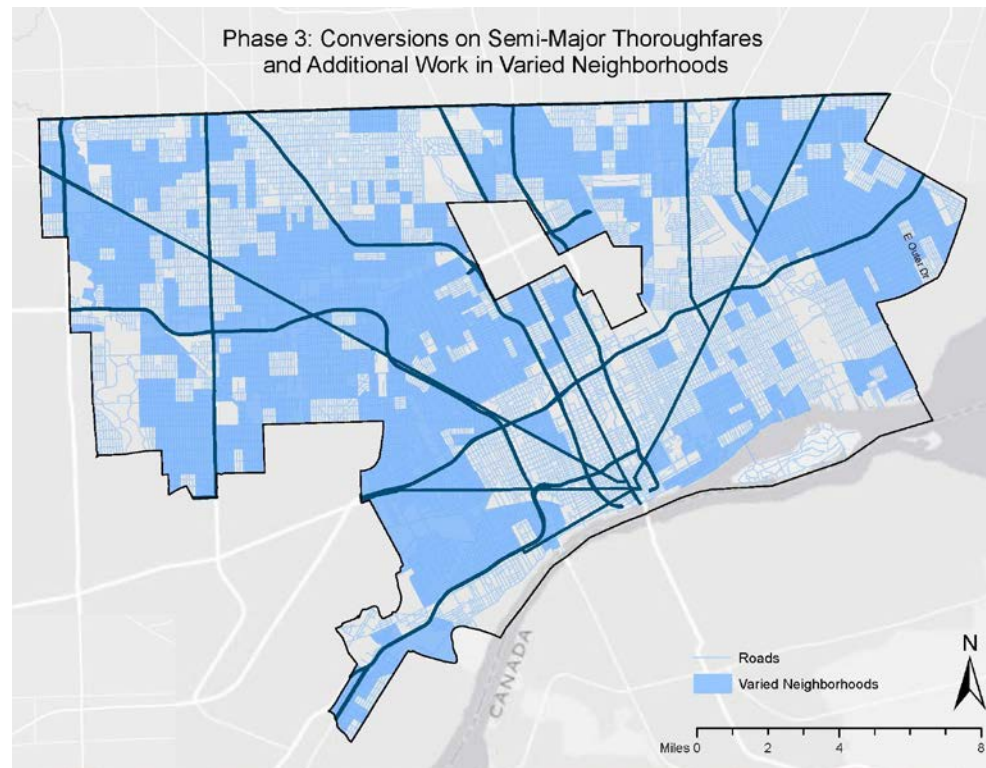 Phase 3: Conversions on Semi-Major Thoroughfares
and Additional Work in Varied Neighborhoods
E Outer Dr
CANADA
N
Roads
Varied Neighborhoods
Miles 0 2 4 8